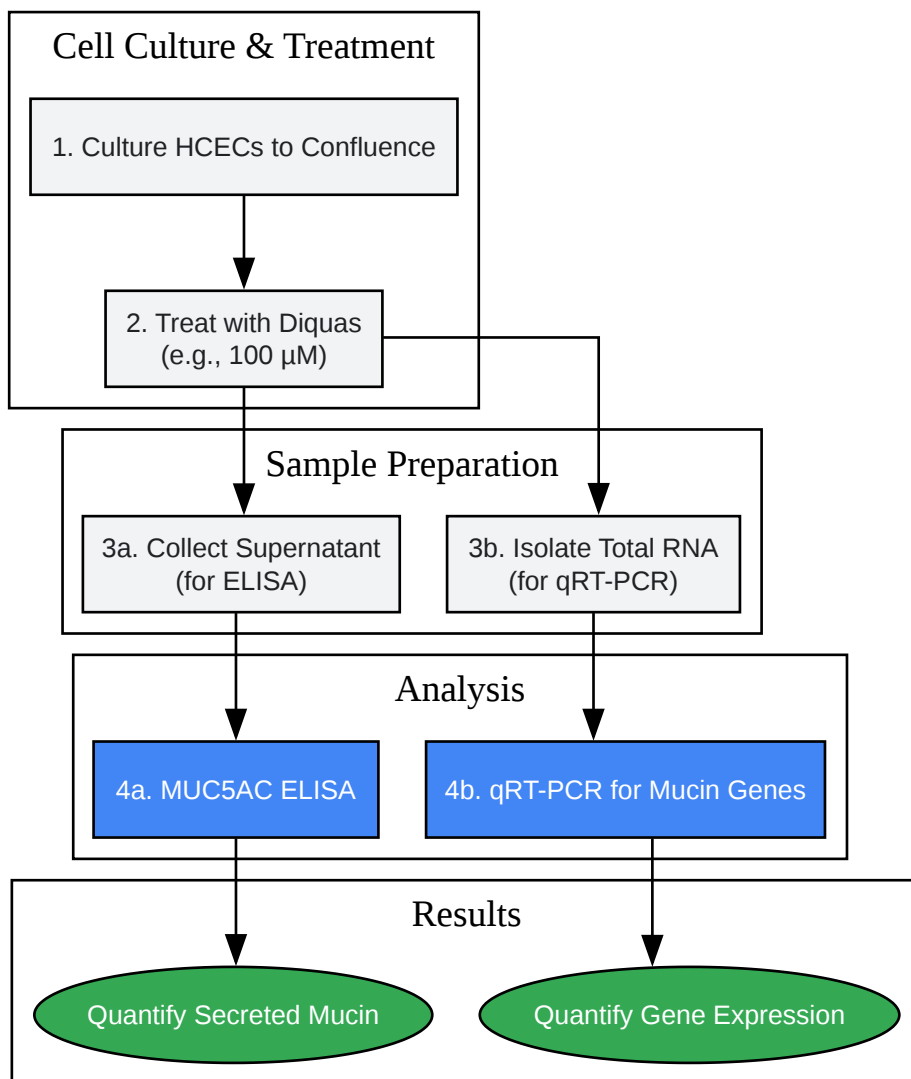 Cell Culture & Treatment
1. Culture HCECs to Confluence
2. Treat with Diquas
(e.g., 100 µM)
Sample Preparation
3a. Collect Supernatant
(for ELISA)
3b. Isolate Total RNA
(for qRT-PCR)
Analysis
4a. MUC5AC ELISA
4b. qRT-PCR for Mucin Genes
Results
Quantify Secreted Mucin
Quantify Gene Expression